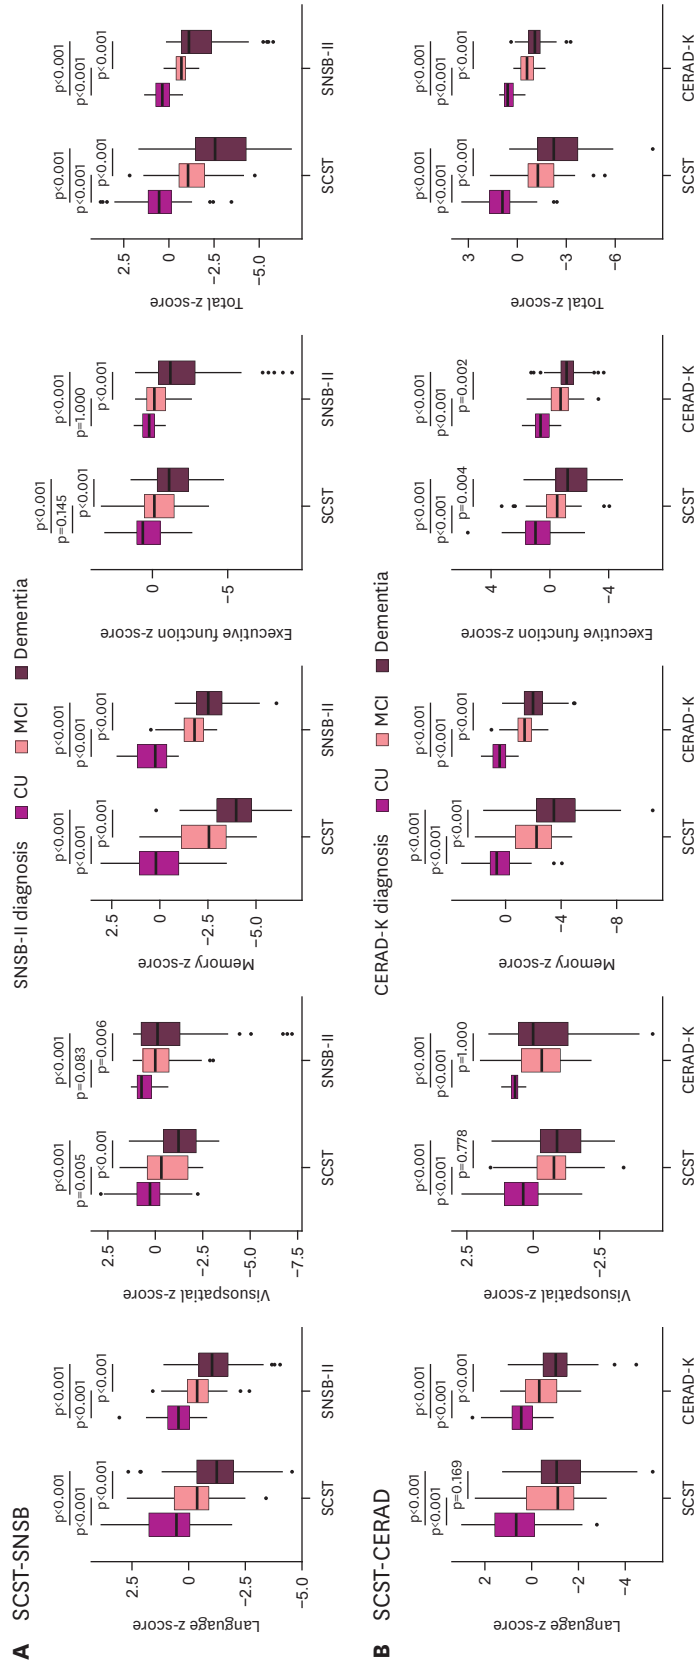 A SCST-SNSB
SNSB-II diagnosis CU MCI Dementia
Language z-score
2.5
0
−2.5
−5.0
p<0.001
p<0.001
p<0.001
p<0.001
p<0.001
p<0.001
SCST SNSB-II
Visuospatial z-score
2.5
0
−2.5
−5.0
−7.5
p<0.001
p=0.005
p<0.001
p<0.001
p=0.083
p=0.006
SCST SNSB-II
Memory z-score
2.5
0
−2.5
−5.0
p<0.001
p<0.001
p<0.001
p<0.001
p<0.001
p<0.001
SCST SNSB-II
Executive function z-score
0
−5
p<0.001
p=0.145
p<0.001
p<0.001
p=1.000
p<0.001
SCST SNSB-II
Total z-score
2.5
0
−2.5
−5.0
p<0.001
p<0.001
p<0.001
p<0.001
p<0.001
p<0.001
SCST SNSB-II
B SCST-CERAD
CERAD-K diagnosis CU MCI Dementia
Language z-score
2
0
−2
−4
p<0.001
p<0.001
p=0.169
p<0.001
p<0.001
p<0.001
SCST CERAD-K
Visuospatial z-score
2.5
0
−2.5
p<0.001
p<0.001
p=0.778
p<0.001
p<0.001
p=1.000
SCST CERAD-K
Memory z-score
0
−4
−8
p<0.001
p<0.001
p<0.001
p<0.001
p<0.001
p<0.001
SCST CERAD-K
Executive function z-score
4
0
−4
p<0.001
p<0.001
p=0.004
p<0.001
p<0.001
p=0.002
SCST CERAD-K
Total z-score
3
0
−3
−6
p<0.001
p<0.001
p<0.001
p<0.001
p<0.001
p<0.001
SCST CERAD-K